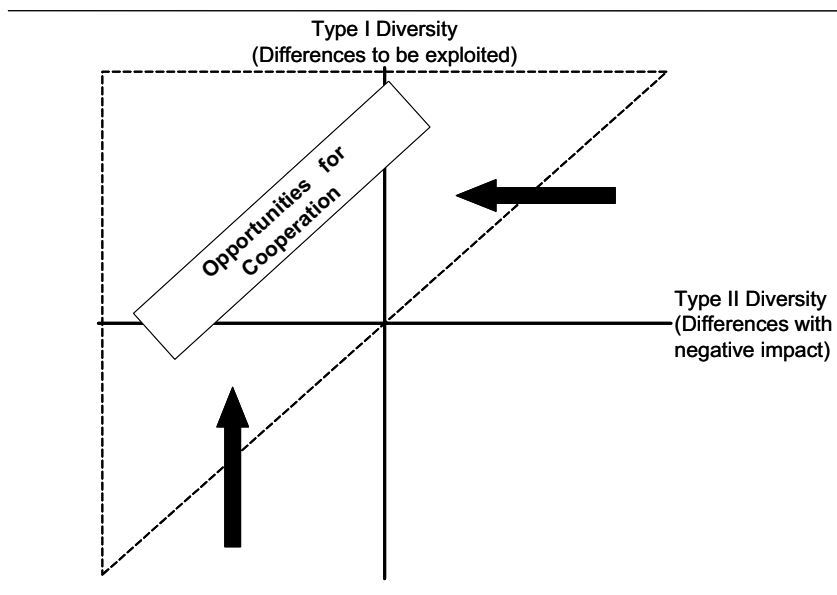 Type I Diversity
(Differences to be exploited)
Opportunities for
Cooperation
Type II Diversity
(Differences with
negative impact)